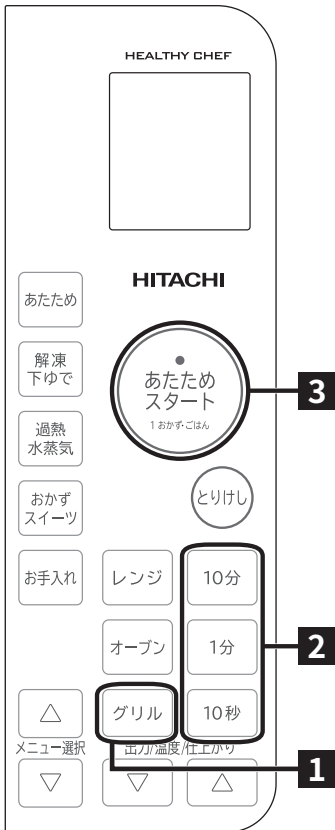 HEALTHY CHEF
HITACHI
あたため
解凍
下ゆで
過熱
水蒸気
おかず
スイーツ
お手入れ
あたため
スタート
1 おかず・ごはん
3
とりけし
レンジ
10分
オーブン
1分
2
グリル
10秒
メニュー選択
出力/温度/仕上がり
1